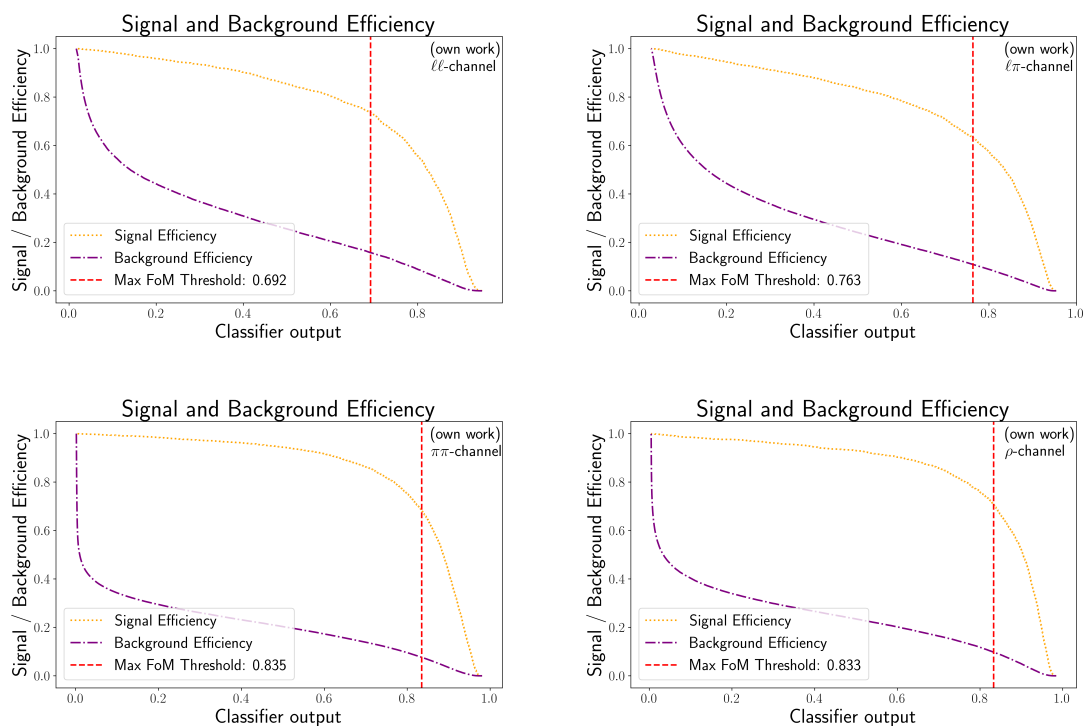 Signal and Background Efficiency
(own work)
ℓℓ-channel
1.0
0.8
0.6
0.4
0.2
0.0
Signal / Background Efficiency
Signal Efficiency
Background Efficiency
Max FoM Threshold: 0.692
0.0 0.2 0.4 0.6 0.8
Classifier output
Signal and Background Efficiency
(own work)
ℓπ-channel
1.0
0.8
0.6
0.4
0.2
0.0
Signal / Background Efficiency
Signal Efficiency
Background Efficiency
Max FoM Threshold: 0.763
0.0 0.2 0.4 0.6 0.8 1.0
Classifier output
Signal and Background Efficiency
(own work)
ππ-channel
1.0
0.8
0.6
0.4
0.2
0.0
Signal / Background Efficiency
Signal Efficiency
Background Efficiency
Max FoM Threshold: 0.835
0.0 0.2 0.4 0.6 0.8 1.0
Classifier output
Signal and Background Efficiency
(own work)
ρ-channel
1.0
0.8
0.6
0.4
0.2
0.0
Signal / Background Efficiency
Signal Efficiency
Background Efficiency
Max FoM Threshold: 0.833
0.0 0.2 0.4 0.6 0.8 1.0
Classifier output